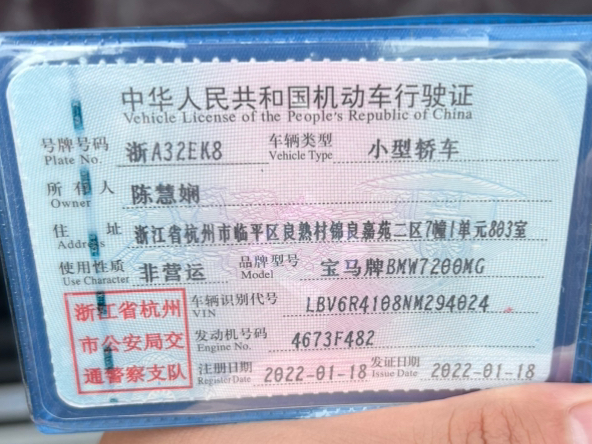 中华人民共和国机动车行驶证
Vehicle License of the People's Republic of China
号牌号码 浙A32EK8 车辆类型 小型轿车
Plate No. Vehicle Type
所有人 陈慧娴
Owner
住址 浙江省杭州市临平区良熟村锦良嘉苑二区7幢1单元803室
Address
使用性质 非营运 品牌型号 宝马牌BMW7200MG
Use Character Model
浙江省杭州
市公安局交
通警察支队
车辆识别代号 LBV6R4108NM294024
VIN
发动机号码 4673F482
Engine No.
注册日期 2022-01-18 发证日期 2022-01-18
Register Date Issue Date